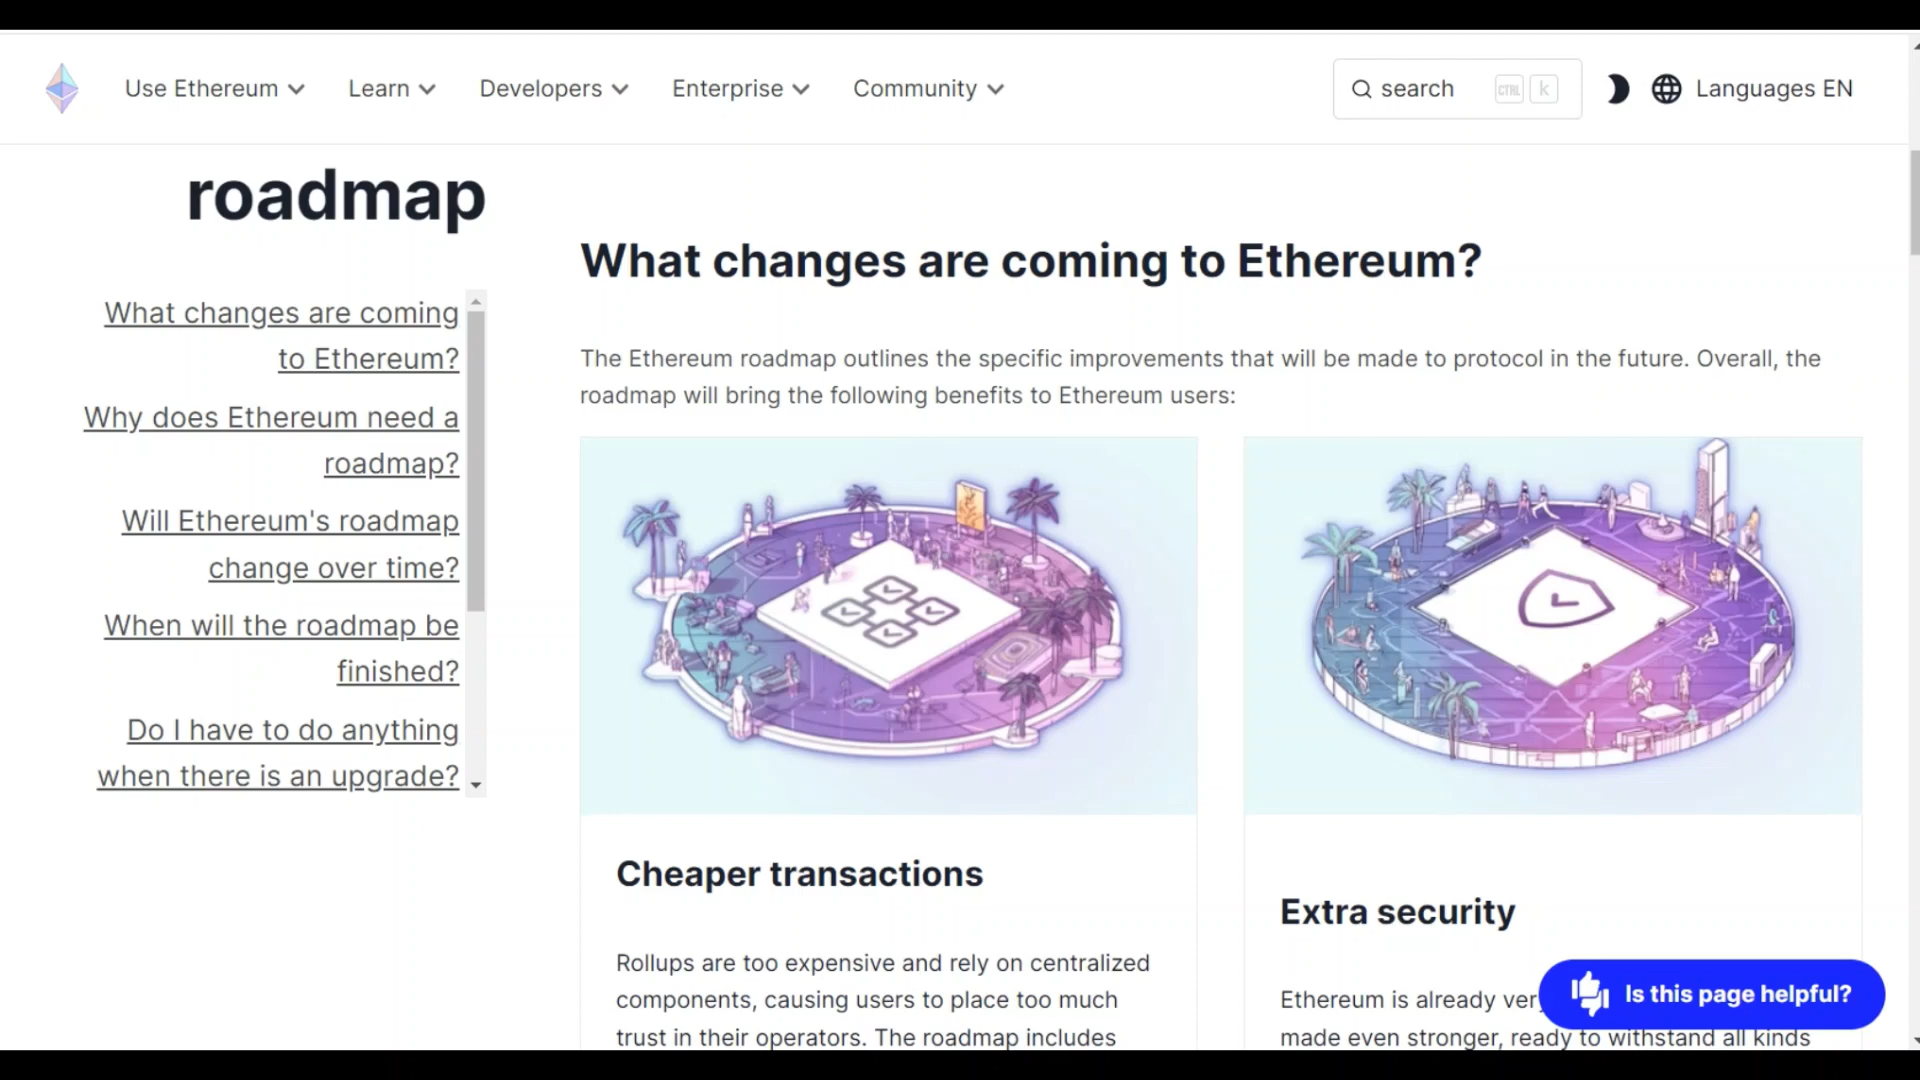 Use Ethereum Learn Developers Enterprise Community search CTRL k Languages EN
roadmap
What changes are coming
to Ethereum?
Why does Ethereum need a
roadmap?
Will Ethereum's roadmap
change over time?
When will the roadmap be
finished?
Do I have to do anything
when there is an upgrade?
What changes are coming to Ethereum?
The Ethereum roadmap outlines the specific improvements that will be made to protocol in the future. Overall, the
roadmap will bring the following benefits to Ethereum users:
Cheaper transactions
Rollups are too expensive and rely on centralized
components, causing users to place too much
trust in their operators. The roadmap includes
Extra security
Ethereum is already
made even stronger, ready to withstand all kinds
Is this page helpful?